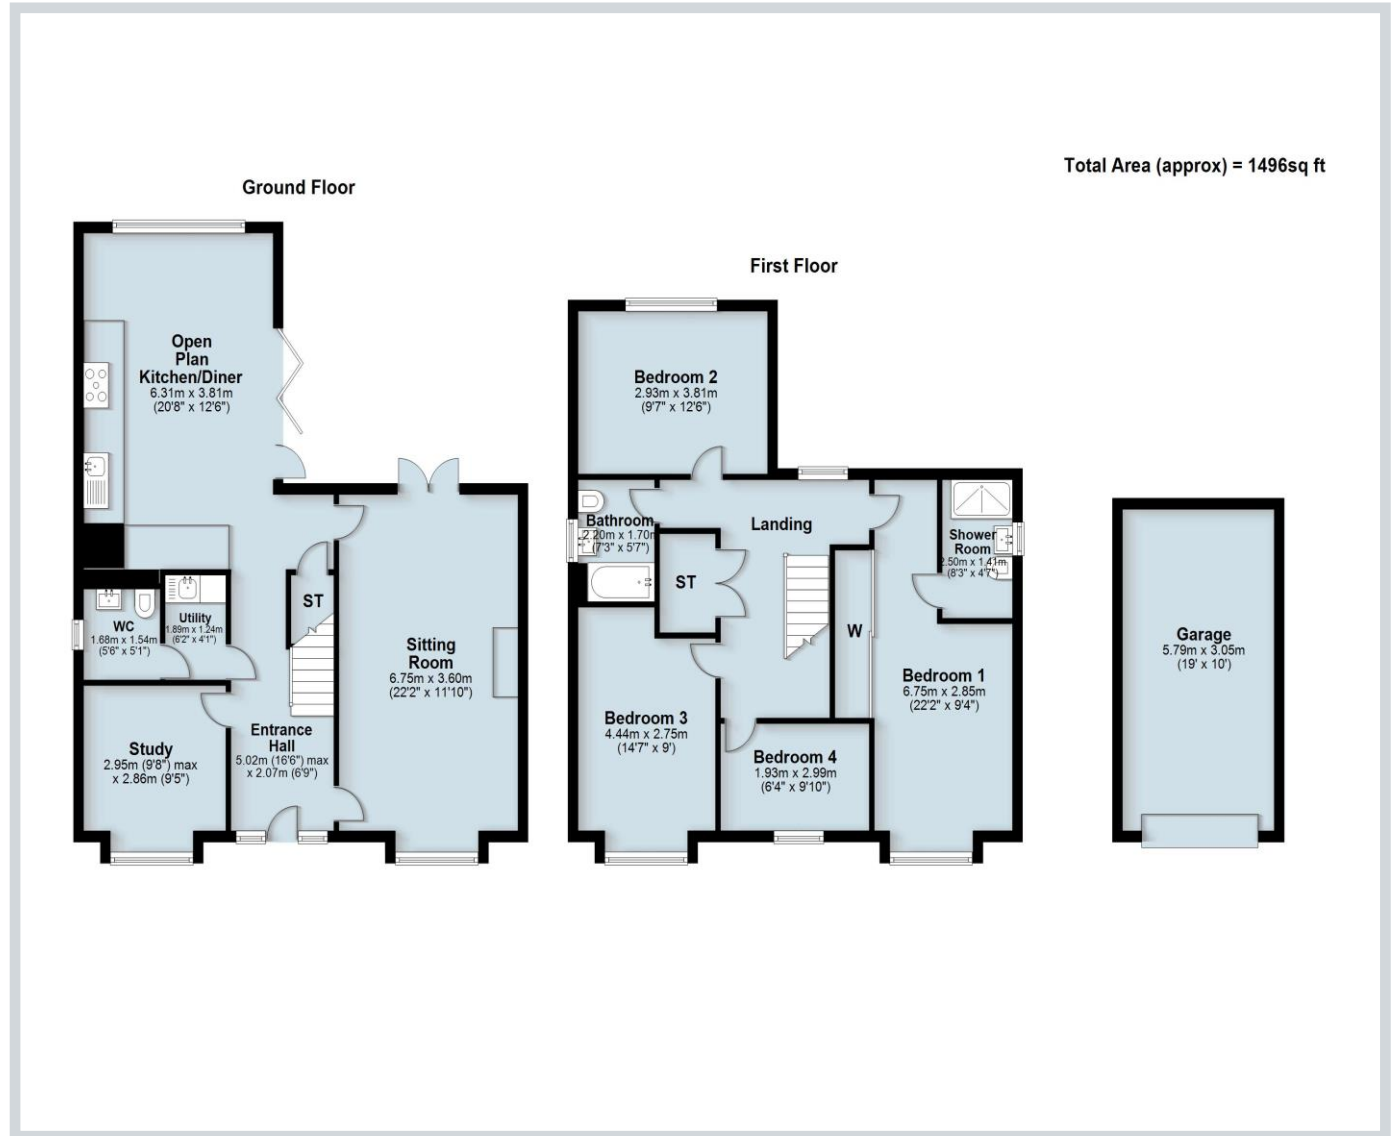 Total Area (approx) = 1496sq ft
Ground Floor
Open
Plan
Kitchen/Diner
6.31m x 3.81m
(20'8" x 12'6")
ST
WC
1.68m x 1.54m
(5'6" x 5'1")
Utility
1.89m x 1.24m
(6'2" x 4'1")
Sitting
Room
6.75m x 3.60m
(22'2" x 11'10")
Study
2.95m (9'8") max
x 2.86m (9'5")
Entrance
Hall
5.02m (16'6") max
x 2.07m (6'9")
First Floor
Bedroom 2
2.93m x 3.81m
(9'7" x 12'6")
Bathroom
2.20m x 1.70m
(7'3" x 5'7")
Landing
ST
Shower
Room
2.50m x 1.41m
(8'3" x 4'7")
W
Bedroom 1
6.75m x 2.85m
(22'2" x 9'4")
Bedroom 3
4.44m x 2.75m
(14'7" x 9')
Bedroom 4
1.93m x 2.99m
(6'4" x 9'10")
Garage
5.79m x 3.05m
(19' x 10')